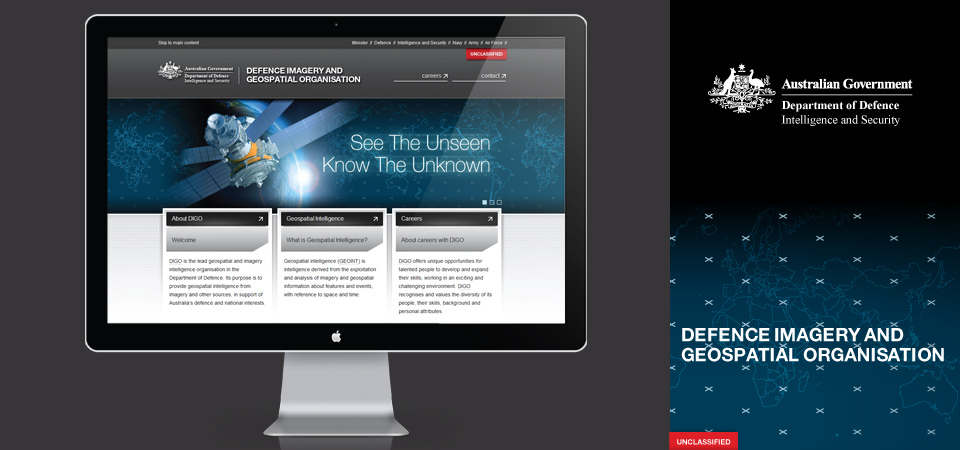 Skip to main content
Minister // Defence // Intelligence and Security // Navy // Army // Air Force //
UNCLASSIFIED
Australian Government
Department of Defence
Intelligence and Security
DEFENCE IMAGERY AND
GEOSPATIAL ORGANISATION
careers
contact
See The Unseen
Know The Unknown
About DIGO
Welcome
DIGO is the lead geospatial and imagery
intelligence organisation in the
Department of Defence. Its purpose is to
provide geospatial intelligence from
imagery and other sources, in support of
Australia's defence and national interests.
Geospatial Intelligence
What is Geospatial Intelligence?
Geospatial intelligence (GEOINT) is
intelligence derived from the exploitation
and analysis of imagery and geospatial
information about features and events,
with reference to space and time.
Careers
About careers with DIGO
DIGO offers unique opportunities for
talented people to develop and expand
their skills, working in an exciting and
challenging environment. DIGO
recognises and values the diversity of its
people; their skills, background and
personal attributes.
Australian Government
Department of Defence
Intelligence and Security
DEFENCE IMAGERY AND
GEOSPATIAL ORGANISATION
UNCLASSIFIED